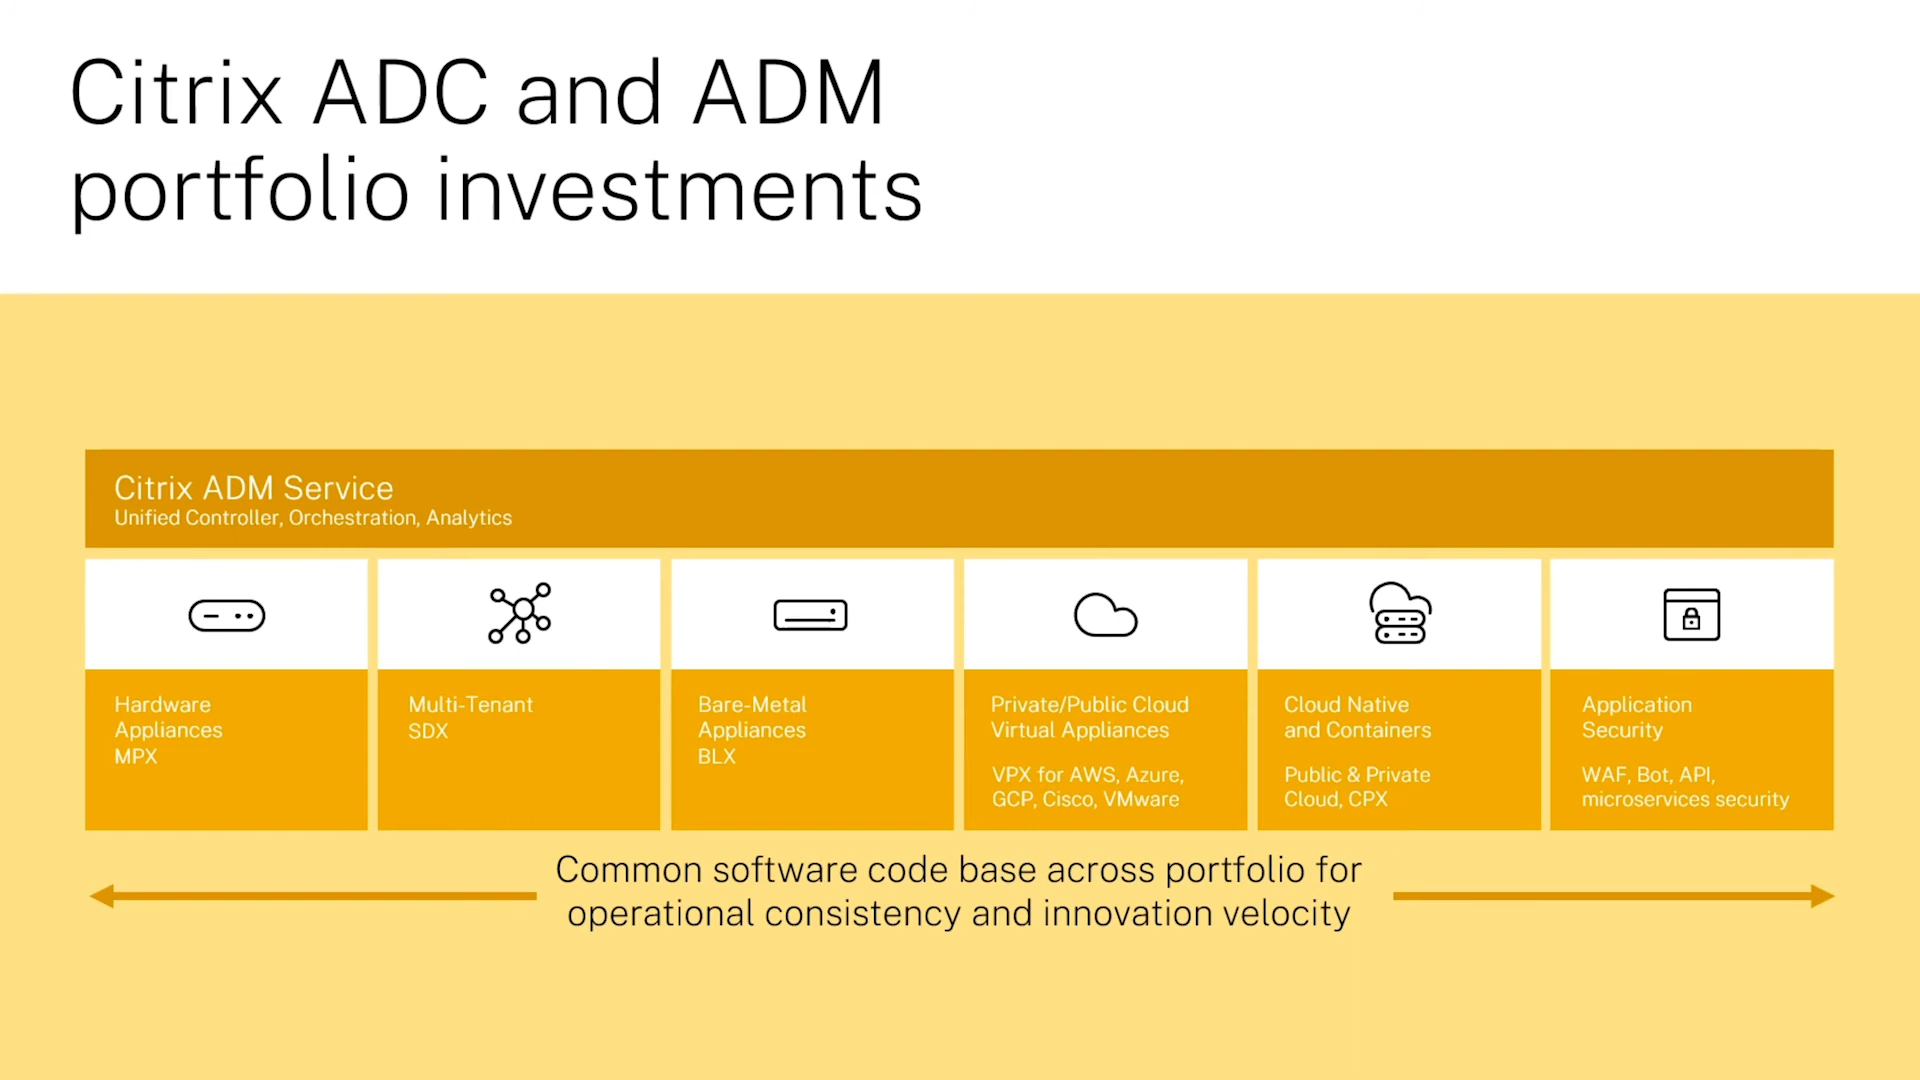 Citrix ADC and ADM
portfolio investments
Citrix ADM Service
Unified Controller, Orchestration, Analytics
Hardware
Appliances
MPX
Multi-Tenant
SDX
Bare-Metal
Appliances
BLX
Private/Public Cloud
Virtual Appliances
VPX for AWS, Azure,
GCP, Cisco, VMware
Cloud Native
and Containers
Public & Private
Cloud, CPX
Application
Security
WAF, Bot, API,
microservices security
Common software code base across portfolio for
operational consistency and innovation velocity